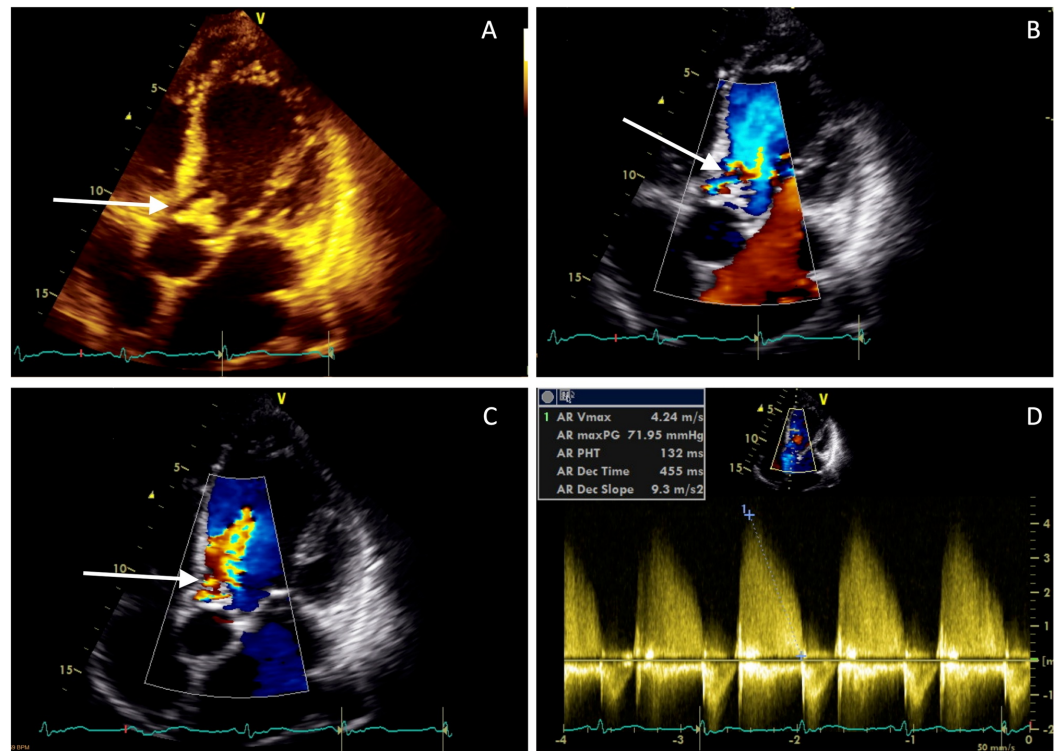 V
A
5
10
15
B
5
10
15
V
C
5
10
15
V
D
5
10
15
1 AR Vmax 4.24 m/s
AR maxPG 71.95 mmHg
AR PHT 132 ms
AR Dec Time 455 ms
AR Dec Slope 9.3 m/s2
1
4
3
2
1
[m
-1
-2
-4 -3 -2 -1 0
50 mm/s